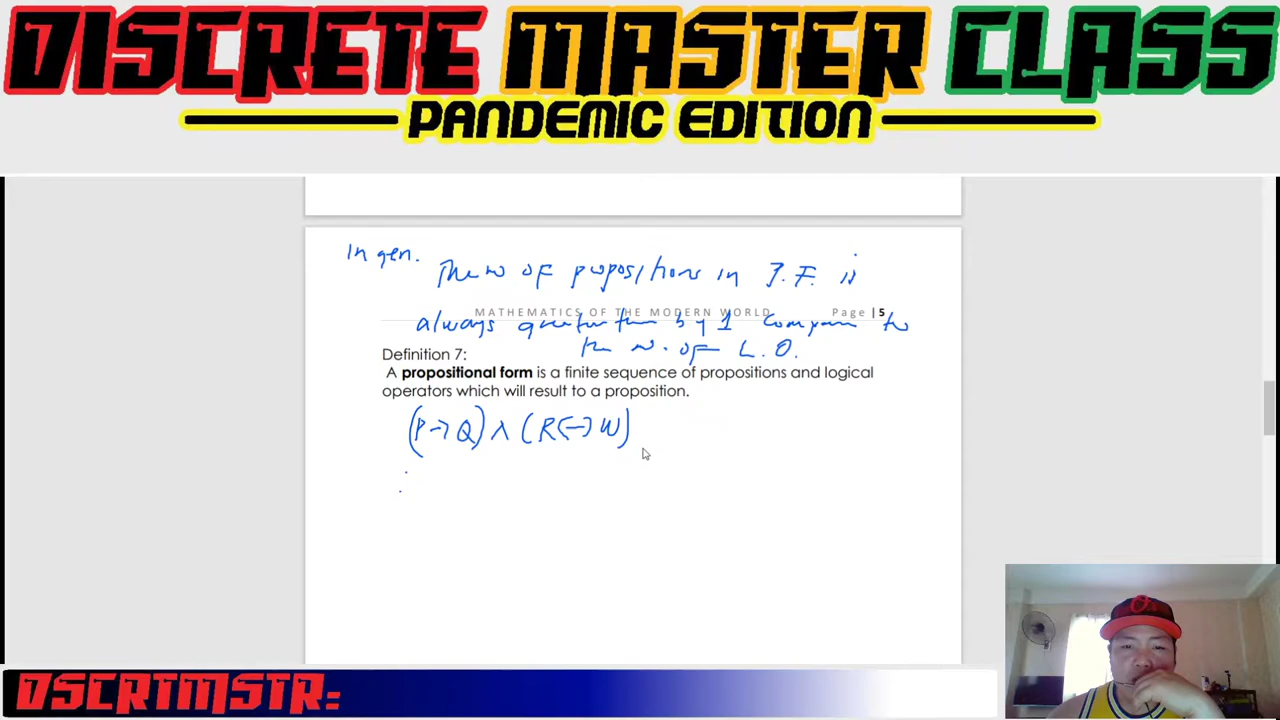 DISCRETE MASTER CLASS
PANDEMIC EDITION
In gen. The no of propositions in P.F. is
MATHEMATICS OF THE MODERN WORLD Page | 5
always greater than by 1 compare to
the no. of L.O.
Definition 7:
A propositional form is a finite sequence of propositions and logical
operators which will result to a proposition.
(P→Q) ∧ (R↔W)
DSCRTMSTR: